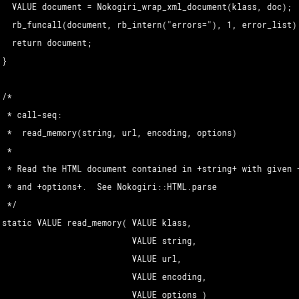 VALUE document = Nokogiri_wrap_xml_document(klass, doc);
rb_funcall(document, rb_intern("errors="), 1, error_list)
return document;
}
/*
* call-seq:
*  read_memory(string, url, encoding, options)
*
* Read the HTML document contained in +string+ with given
* and +options+.  See Nokogiri::HTML.parse
*/
static VALUE read_memory( VALUE klass,
VALUE string,
VALUE url,
VALUE encoding,
VALUE options )